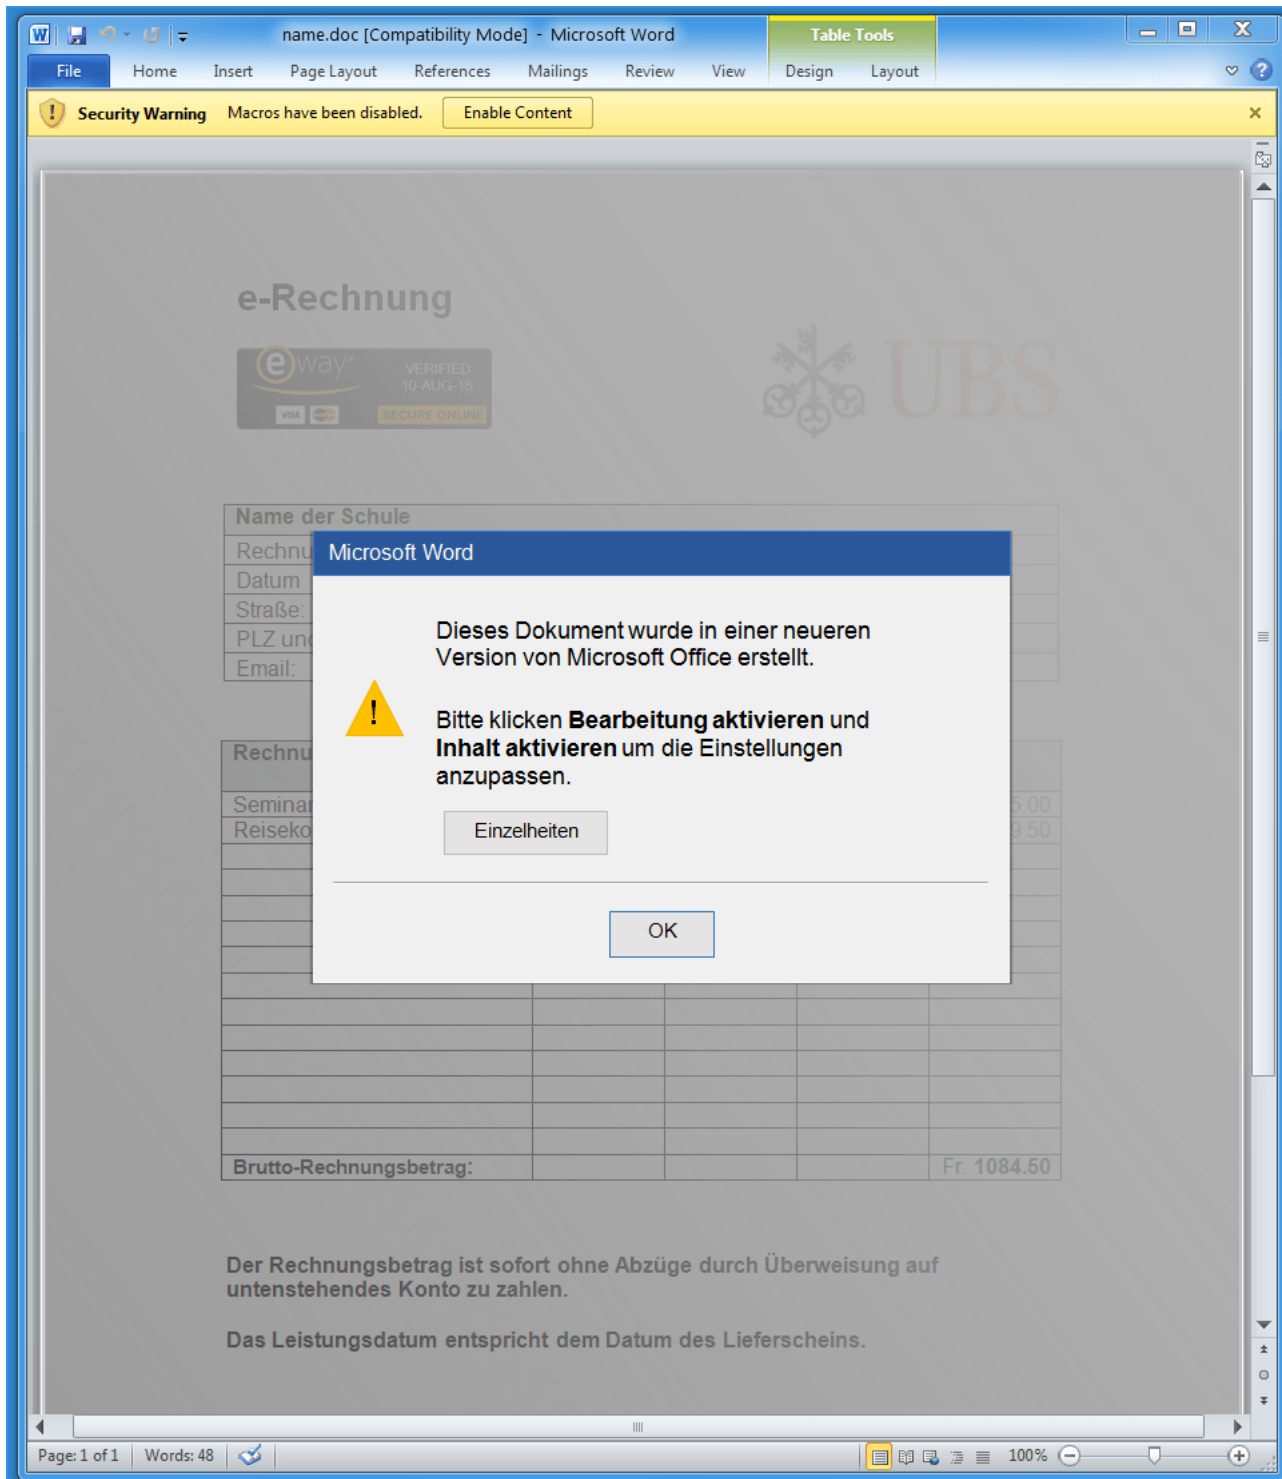 name.doc [Compatibility Mode] - Microsoft Word
Table Tools
File Home Insert Page Layout References Mailings Review View Design Layout
Security Warning Macros have been disabled. Enable Content
e-Rechnung
eway
VERIFIED
10-AUG-16
VISA
SECURE ONLINE
UBS
Name der Schule
Rechnu
Datum
Straße:
PLZ und
Email:
Microsoft Word
Dieses Dokument wurde in einer neueren
Version von Microsoft Office erstellt.
Bitte klicken Bearbeitung aktivieren und
Inhalt aktivieren um die Einstellungen
anzupassen.
Einzelheiten
OK
Rechnu
Seminar 5.00
Reiseko 9.50
Brutto-Rechnungsbetrag: Fr. 1084.50
Der Rechnungsbetrag ist sofort ohne Abzüge durch Überweisung auf
untenstehendes Konto zu zahlen.
Das Leistungsdatum entspricht dem Datum des Lieferscheins.
Page: 1 of 1 Words: 48 100%